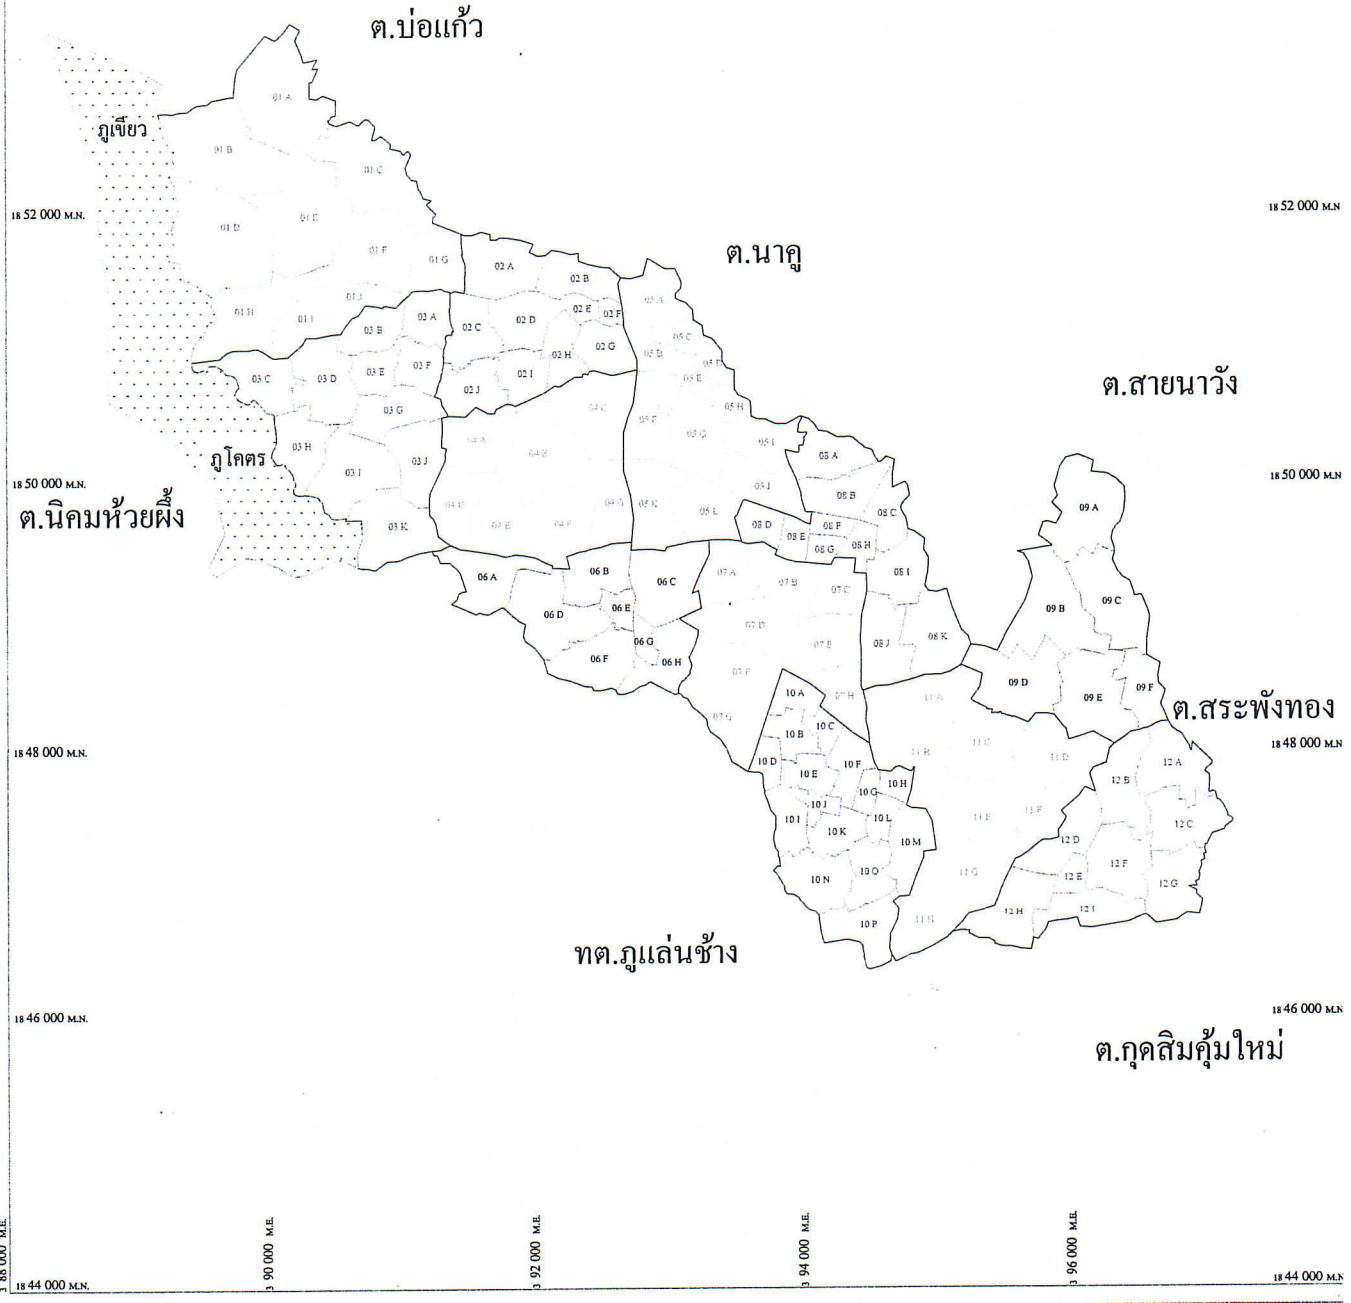 ต.บ่อแก้ว
01 A
ภูเขียว
01 B
01 C
18 52 000 M.N.
18 52 000 M.N
01 D
01 E
01 F
01 G
ต.นาคู
02 A
02 B
01 H
01 I
01 J
03 A
03 B
02 C
02 D
02 E
02 F
05 A
02 G
02 H
05 B
05 C
05 D
03 C
03 D
03 E
03 F
02 I
02 J
05 E
ต.สายนาวัง
03 G
04 C
05 F
05 G
05 H
05 I
03 H
03 I
03 J
04 A
04 B
ภูโคตร
08 A
18 50 000 M.N.
18 50 000 M.N
05 J
08 B
ต.นิคมห้วยผึ้ง
03 K
04 D
04 E
04 F
04 G
05 K
05 L
08 C
09 A
08 D
08 E
08 F
08 G
08 H
06 A
06 B
06 C
07 A
07 B
07 C
08 I
06 D
06 E
07 D
09 B
09 C
06 F
06 G
06 H
07 E
08 J
08 K
07 F
09 D
09 E
09 F
07 G
07 H
10 A
11 A
ต.สระพังทอง
10 B
10 C
11 B
11 C
11 D
18 48 000 M.N.
18 48 000 M.N
10 D
10 E
10 F
12 A
12 B
10 G
10 H
10 I
10 J
10 K
10 L
11 E
11 F
12 C
10 M
12 D
10 N
10 O
11 G
12 E
12 F
12 G
10 P
11 H
12 H
12 I
ทต.ภูแล่นช้าง
18 46 000 M.N.
18 46 000 M.N
ต.กุดสิมคุ้มใหม่
3 88 000 M.E.
3 90 000 M.E.
3 92 000 M.E.
3 94 000 M.E.
3 96 000 M.E.
18 44 000 M.N.
18 44 000 M.N